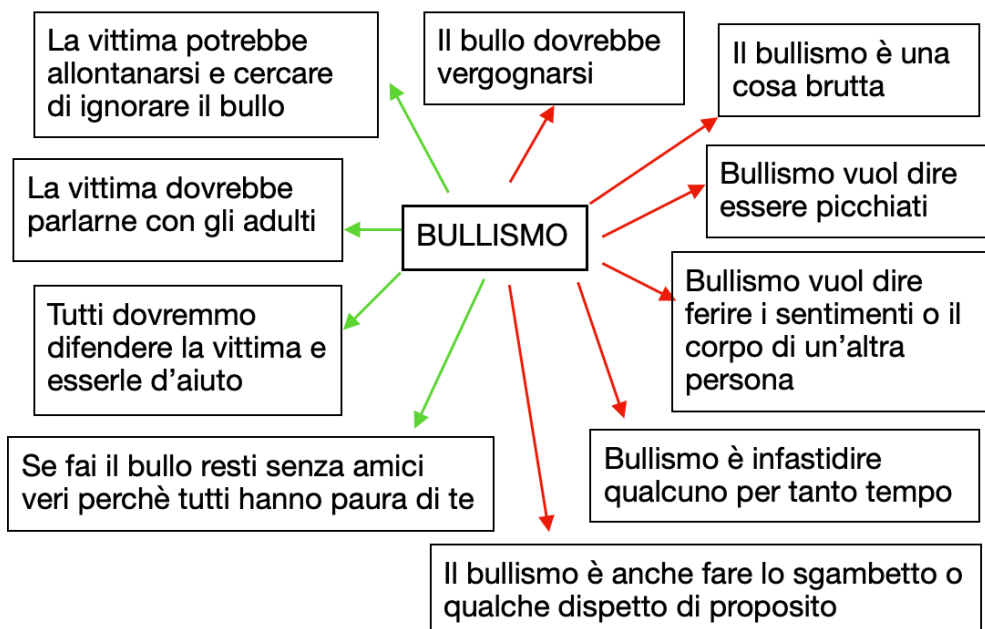 La vittima potrebbe
allontanarsi e cercare
di ignorare il bullo
Il bullo dovrebbe
vergognarsi
Il bullismo è una
cosa brutta
La vittima dovrebbe
parlarne con gli adulti
BULLISMO
Bullismo vuol dire
essere picchiati
Tutti dovremmo
difendere la vittima e
esserle d'aiuto
Bullismo vuol dire
ferire i sentimenti o il
corpo di un'altra
persona
Se fai il bullo resti senza amici
veri perchè tutti hanno paura di te
Bullismo è infastidire
qualcuno per tanto tempo
Il bullismo è anche fare lo sgambetto o
qualche dispetto di proposito